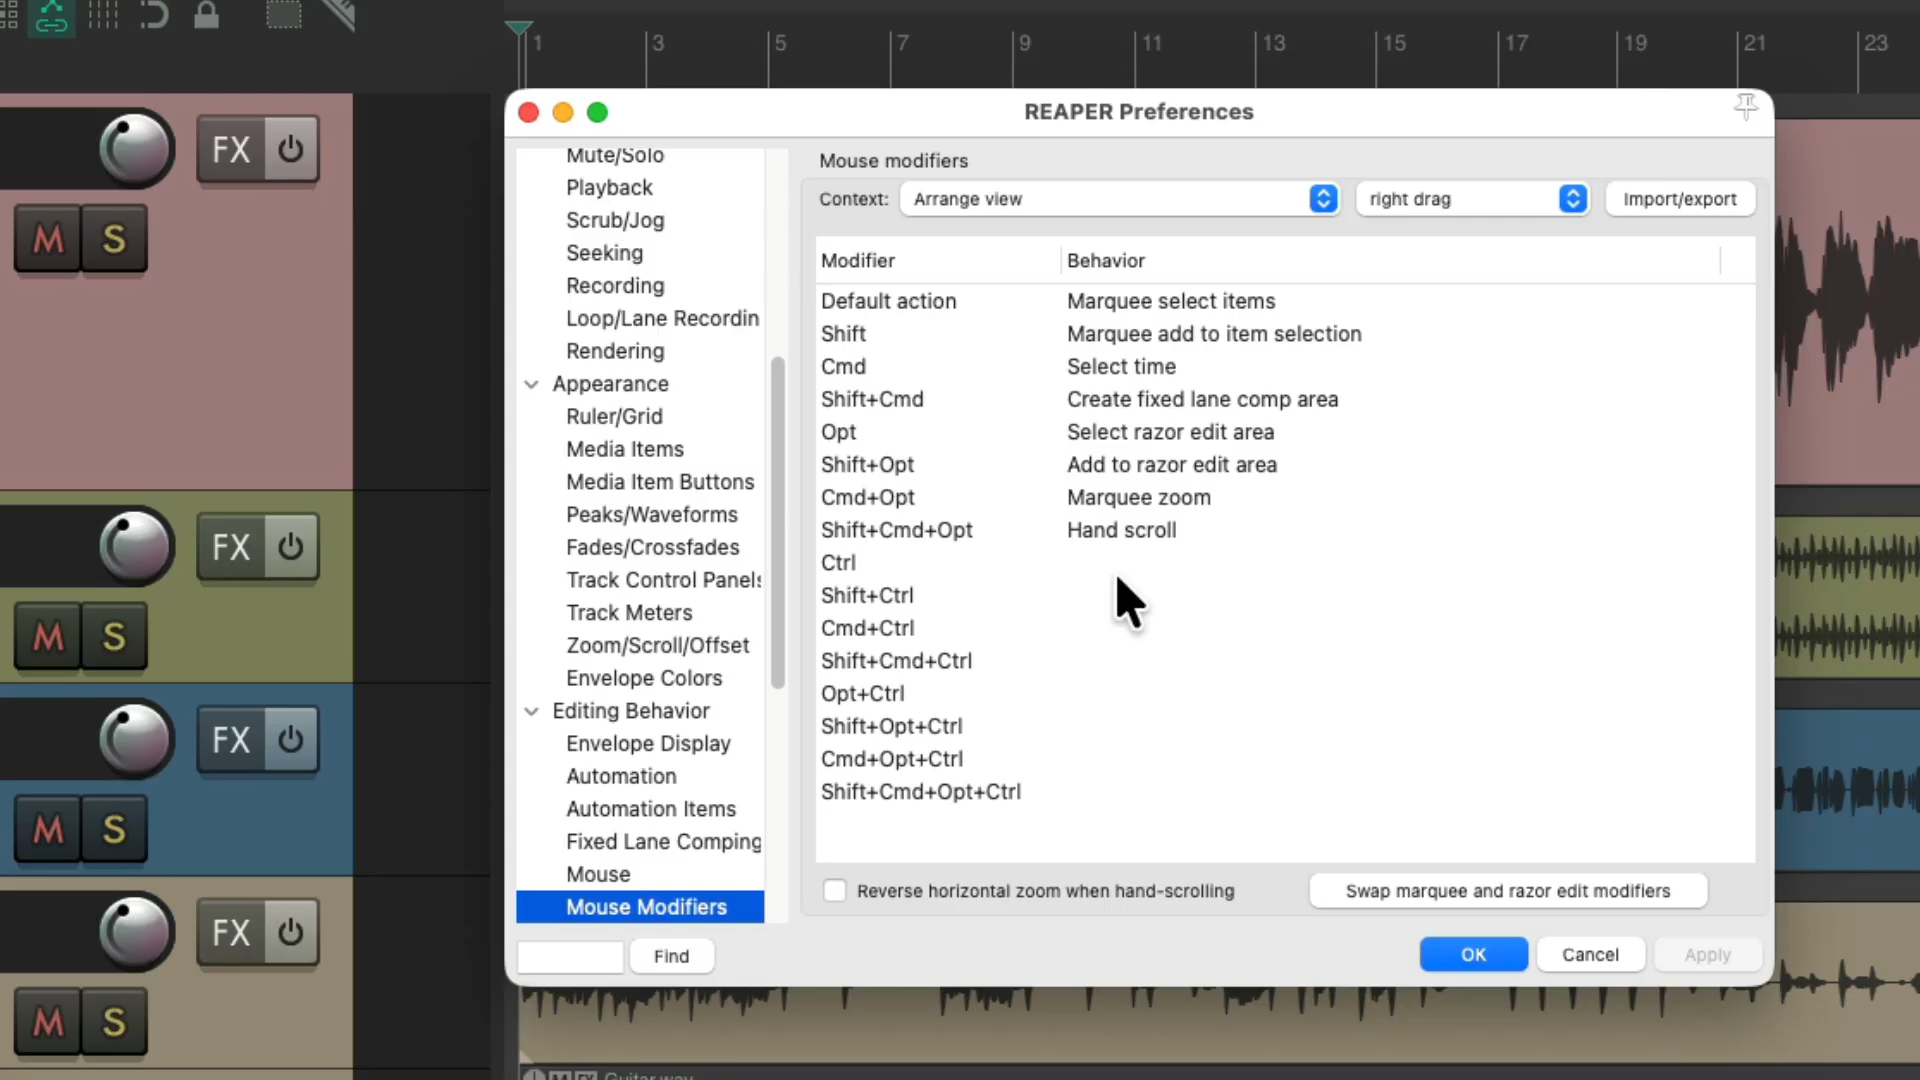 1 3 5 7 9 11 13 15 17 19 21 23
REAPER Preferences
FX
M S
FX
M S
FX
M S
FX
M S
Mute/Solo
Playback
Scrub/Jog
Seeking
Recording
Loop/Lane Recordin
Rendering
Appearance
Ruler/Grid
Media Items
Media Item Buttons
Peaks/Waveforms
Fades/Crossfades
Track Control Panels
Track Meters
Zoom/Scroll/Offset
Envelope Colors
Editing Behavior
Envelope Display
Automation
Automation Items
Fixed Lane Comping
Mouse
Mouse Modifiers
Find
Mouse modifiers
Context: Arrange view right drag Import/export
Modifier Behavior
Default action Marquee select items
Shift Marquee add to item selection
Cmd Select time
Shift+Cmd Create fixed lane comp area
Opt Select razor edit area
Shift+Opt Add to razor edit area
Cmd+Opt Marquee zoom
Shift+Cmd+Opt Hand scroll
Ctrl
Shift+Ctrl
Cmd+Ctrl
Shift+Cmd+Ctrl
Opt+Ctrl
Shift+Opt+Ctrl
Cmd+Opt+Ctrl
Shift+Cmd+Opt+Ctrl
Reverse horizontal zoom when hand-scrolling Swap marquee and razor edit modifiers
OK Cancel Apply
Guitar.wav